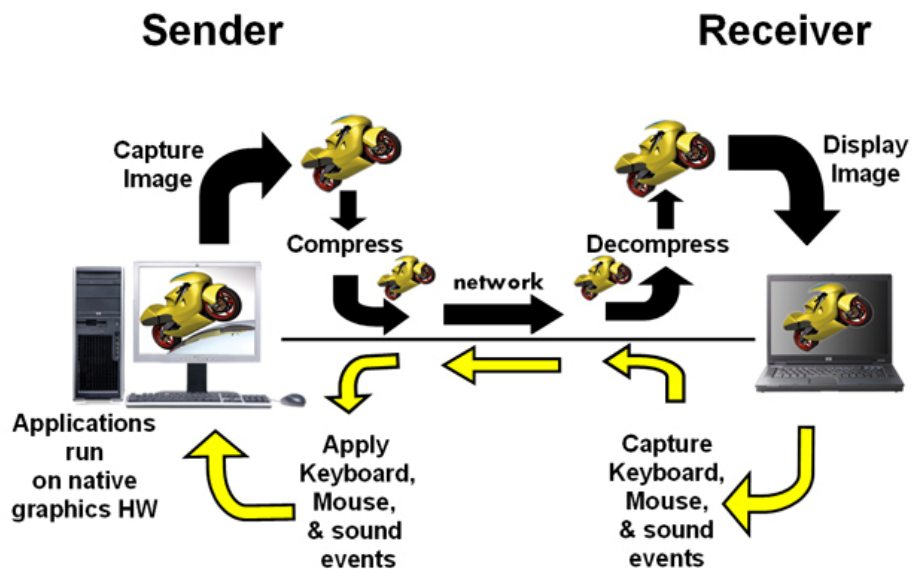 Sender
Receiver
Capture
Image
Display
Image
Compress
Decompress
network
Applications
run
on native
graphics HW
Apply
Keyboard,
Mouse,
& sound
events
Capture
Keyboard,
Mouse,
& sound
events